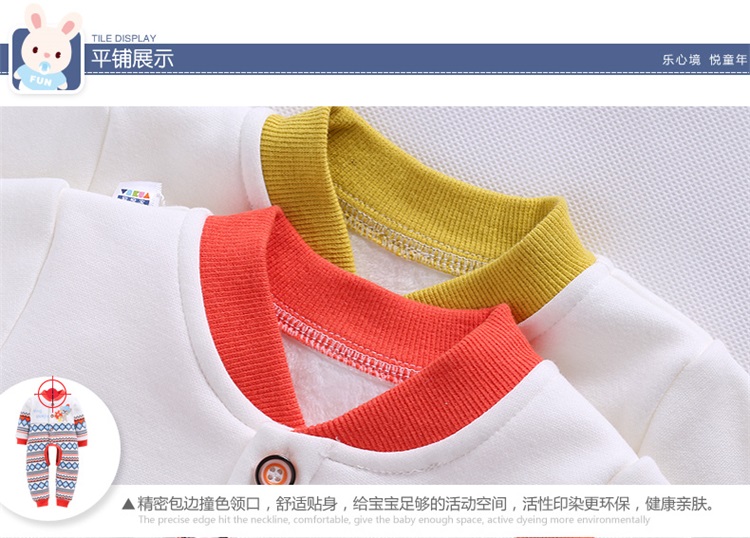 TILE DISPLAY
平铺展示
乐心境 悦童年
FUN
▲精密包边撞色领口，舒适贴身，给宝宝足够的活动空间，活性印染更环保，健康亲肤。
The precise edge hit the neckline, comfortable, give the baby enough space, active dyeing more environmentally